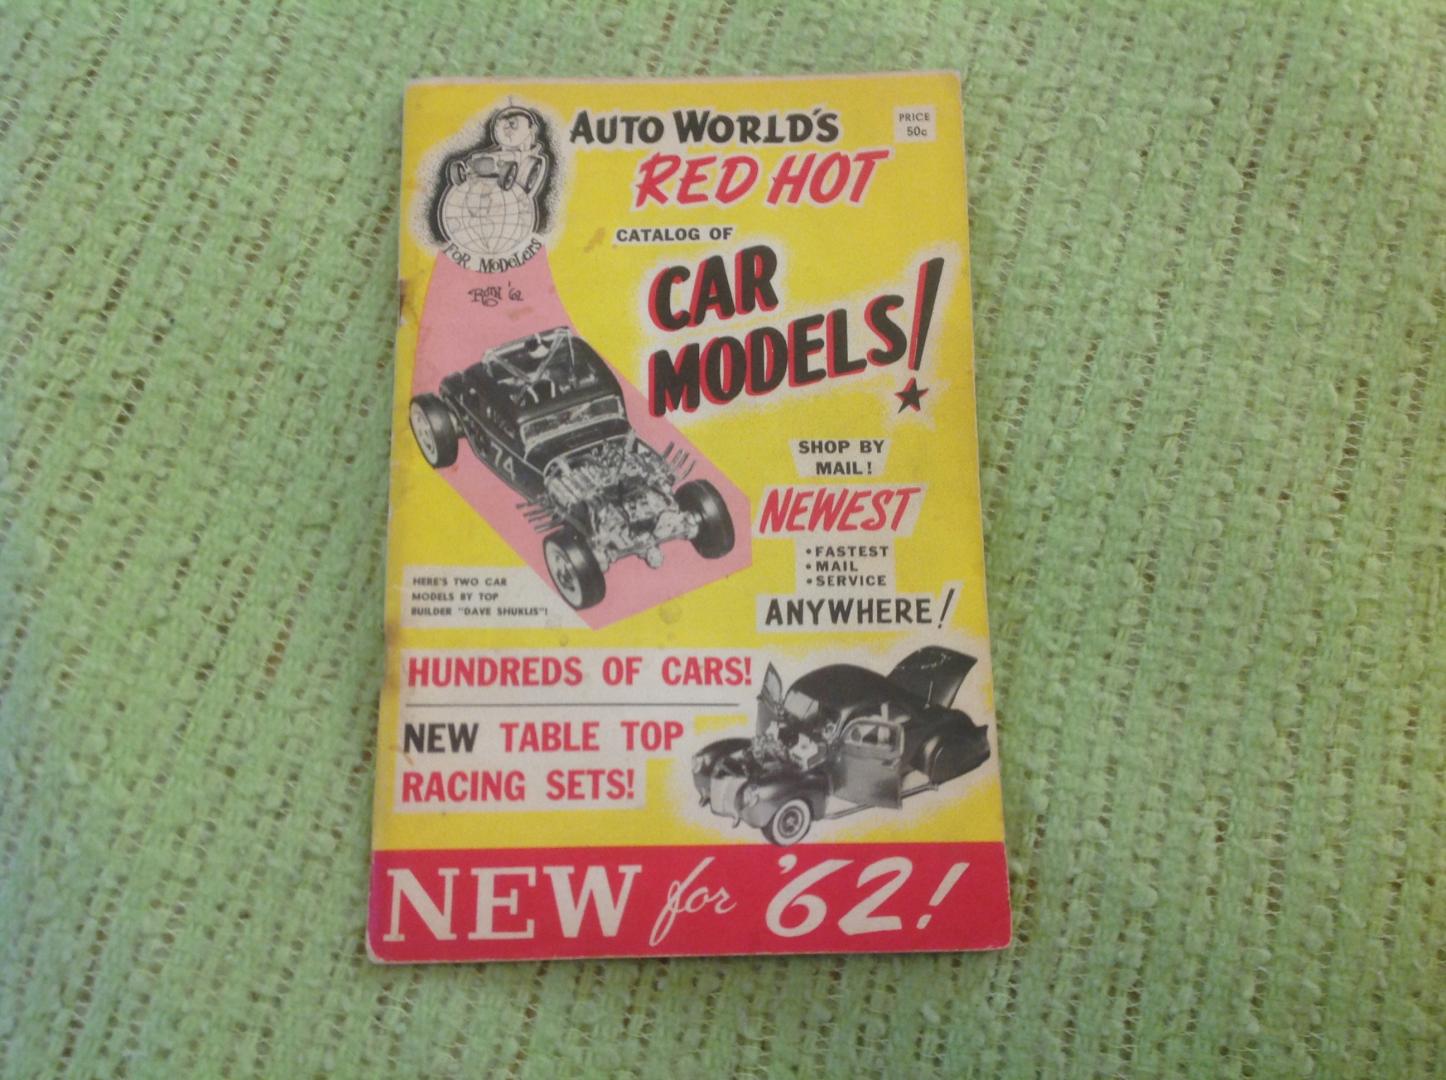 AUTO WORLD'S
PRICE
50c
RED HOT
CATALOG OF
CAR
MODELS!
FOR MODELERS
'62
74
SHOP BY
MAIL!
NEWEST
• FASTEST
• MAIL
• SERVICE
ANYWHERE!
HERE'S TWO CAR
MODELS BY TOP
BUILDER "DAVE SHUKLIS"!
HUNDREDS OF CARS!
NEW TABLE TOP
RACING SETS!
NEW for '62!